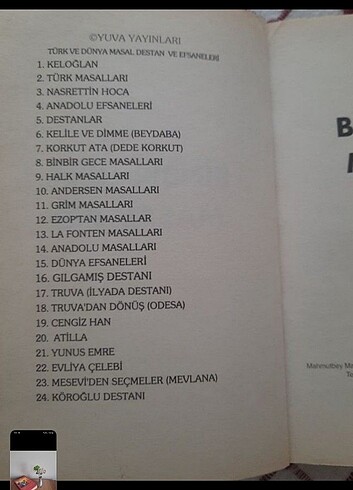 ©YUVA YAYINLARI
TÜRK VE DÜNYA MASAL DESTAN VE EFSANELERİ
1. KELOĞLAN
2. TÜRK MASALLARI
3. NASRETTİN HOCA
4. ANADOLU EFSANELERİ
5. DESTANLAR
6. KELİLE VE DİMME (BEYDABA)
7. KORKUT ATA (DEDE KORKUT)
8. BİNBİR GECE MASALLARI
9. HALK MASALLARI
10. ANDERSEN MASALLARI
11. GRİM MASALLARI
12. EZOP'TAN MASALLAR
13. LA FONTEN MASALLARI
14. ANADOLU MASALLARI
15. DÜNYA EFSANELERİ
16. GILGAMIŞ DESTANI
17. TRUVA (İLYADA DESTANI)
18. TRUVA'DAN DÖNÜŞ (ODESA)
19. CENGİZ HAN
20. ATİLLA
21. YUNUS EMRE
22. EVLİYA ÇELEBİ
23. MESEVİ'DEN SEÇMELER (MEVLANA)
24. KÖROĞLU DESTANI
B
Mahmutbey Ma